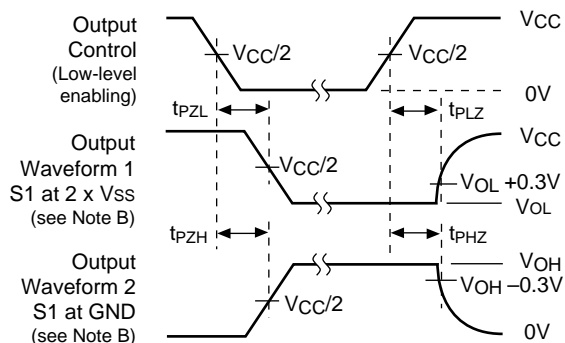 Output
Control
(Low-level
enabling)
VCC/2
VCC/2
VCC
0V
tPZL
tPLZ
Output
Waveform 1
S1 at 2 x VSS
(see Note B)
VCC/2
VCC
VOL +0.3V
VOL
tPZH
tPHZ
Output
Waveform 2
S1 at GND
(see Note B)
VCC/2
VOH
VOH –0.3V
0V